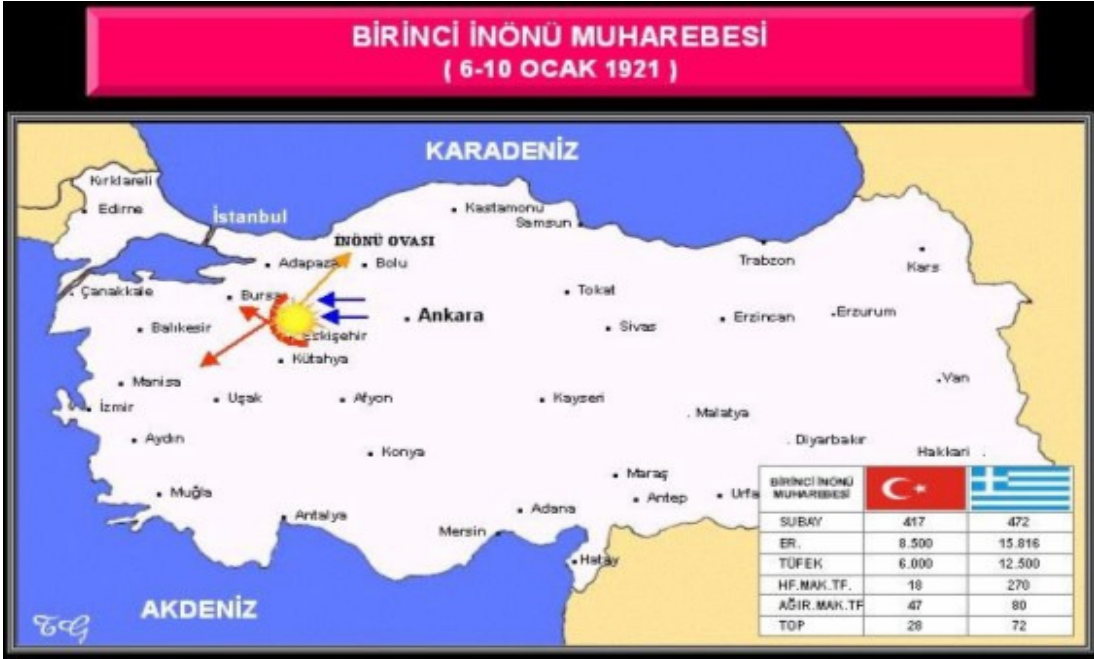 BİRİNCİ İNÖNÜ MUHAREBESİ
( 6-10 OCAK 1921 )
KARADENİZ
Kırklareli
Edirne
İstanbul
Kastamonu
Samsun
İNÖNÜ OVASI
Adapaza
Bolu
Trabzon
Kars
Çanakkale
Bursa
Ankara
Tokat
Balıkesir
Eskişehir
Sivas
Erzincan
Erzurum
Kütahya
Manisa
Van
İzmir
Uşak
Afyon
Kayseri
Malatya
Aydın
Konya
Diyarbakır
Hakkari
Maraş
Muğla
Antep
Urfa
Antalya
Adana
Mersin
Hatay
AKDENİZ
BİRİNCİ İNÖNÜ
MUHAREBESİ
SUBAY 417 472
ER. 8.500 15.816
TÜFEK 6.000 12.500
HF.MAK.TF. 18 270
AĞIR.MAK.TF 47 80
TOP 28 72